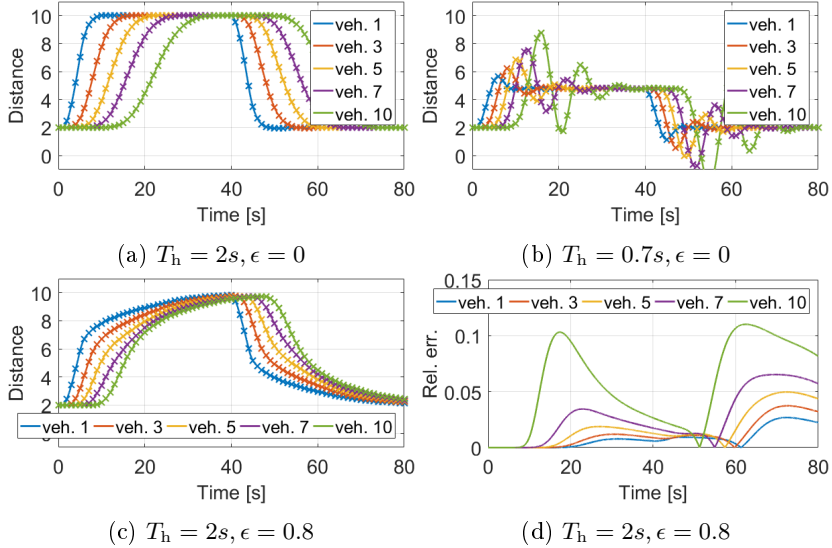 10
8
6
4
2
0
Distance
0
20
40
60
80
Time [s]
veh. 1
veh. 3
veh. 5
veh. 7
veh. 10
(a) Tₕ = 2s, ϵ = 0
10
8
6
4
2
0
Distance
0
20
40
60
80
Time [s]
veh. 1
veh. 3
veh. 5
veh. 7
veh. 10
(b) Tₕ = 0.7s, ϵ = 0
10
8
6
4
2
Distance
0
20
40
60
80
Time [s]
veh. 1 veh. 3 veh. 5 veh. 7 veh. 10
(c) Tₕ = 2s, ϵ = 0.8
0.15
0.1
0.05
0
Rel. err.
0
20
40
60
80
Time [s]
veh. 1 veh. 3 veh. 5 veh. 7 veh. 10
(d) Tₕ = 2s, ϵ = 0.8